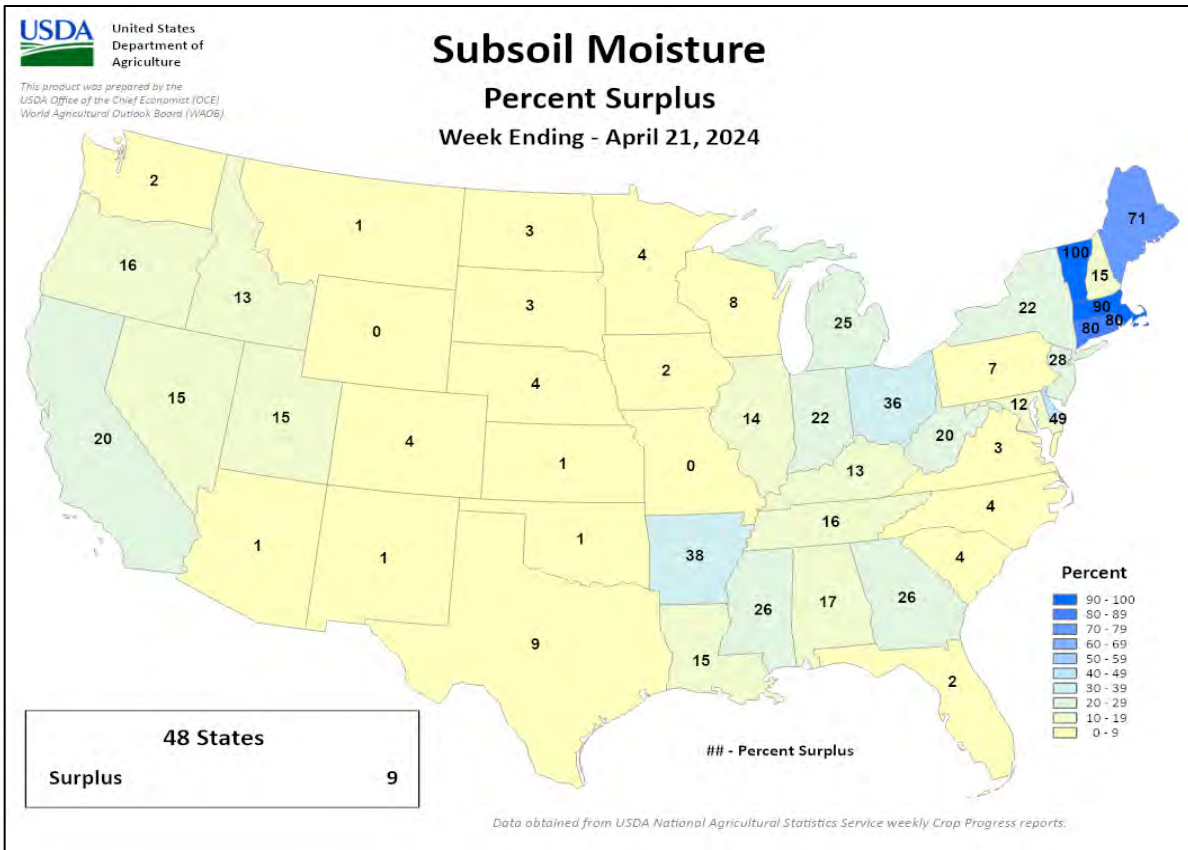 USDA
United States
Department of
Agriculture
This product was prepared by the
USDA Office of the Chief Economist (OCE)
World Agricultural Outlook Board (WAOB)
Subsoil Moisture
Percent Surplus
Week Ending - April 21, 2024
2
1
3
4
71
100
15
16
13
3
8
90
22
80
80
25
0
4
2
7
28
36
12
49
15
15
14
22
20
4
20
1
0
13
3
4
16
1
1
1
38
4
26
17
26
9
15
2
Percent
90 - 100
80 - 89
70 - 79
60 - 69
50 - 59
40 - 49
30 - 39
20 - 29
10 - 19
0 - 9
48 States
Surplus 9
## - Percent Surplus
Data obtained from USDA National Agricultural Statistics Service weekly Crop Progress reports.